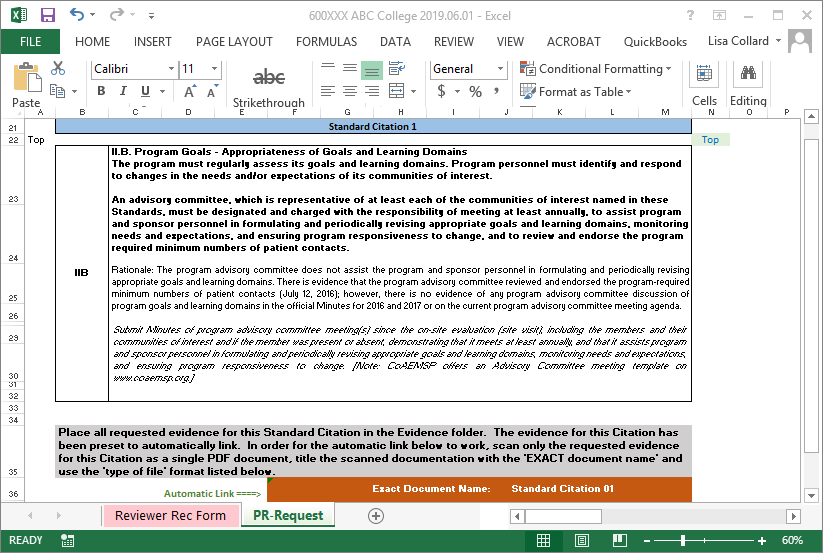 600XXX ABC College 2019.06.01 - Excel
FILE HOME INSERT PAGE LAYOUT FORMULAS DATA REVIEW VIEW ACROBAT QuickBooks Lisa Collard
Calibri 11 abc General Conditional Formatting
B I U A A $ % , Format as Table
Paste Strikethrough Cells Editing
A B C D E F G H I J K L M N O P
21 Standard Citation 1
22 Top Top
II.B. Program Goals - Appropriateness of Goals and Learning Domains
The program must regularly assess its goals and learning domains. Program personnel must identify and respond
to changes in the needs and/or expectations of its communities of interest.
23 An advisory committee, which is representative of at least each of the communities of interest named in these
Standards, must be designated and charged with the responsibility of meeting at least annually, to assist program
and sponsor personnel in formulating and periodically revising appropriate goals and learning domains, monitoring
needs and expectations, and ensuring program responsiveness to change, and to review and endorse the program
required minimum numbers of patient contacts.
24
IIB Rationale: The program advisory committee does not assist the program and sponsor personnel in formulating and periodically revising
appropriate goals and learning domains. There is evidence that the program advisory committee reviewed and endorsed the program-required
25 minimum numbers of patient contacts (July 12, 2016); however, there is no evidence of any program advisory committee discussion of
program goals and learning domains in the official Minutes for 2016 and 2017 or on the current program advisory committee meeting agenda.
26
Submit Minutes of program advisory committee meeting(s) since the on-site evaluation (site visit), including the members and their
29 communities of interest and if the member was present or absent, demonstrating that it meets at least annually, and that it assists program
and sponsor personnel in formulating and periodically revising appropriate goals and learning domains, monitoring needs and expectations,
and ensuring program responsiveness to change. [Note: CoAEMSP offers an Advisory Committee meeting template on
30 www.coaemsp.org.]
31
32
33
34
Place all requested evidence for this Standard Citation in the Evidence folder. The evidence for this Citation has
been preset to automatically link. In order for the automatic link below to work, scan only the requested evidence
for this Citation as a single PDF document, title the scanned documentation with the 'EXACT document name' and
35 use the 'type of file' format listed below.
36 Automatic Link ====> Exact Document Name: Standard Citation 01
Reviewer Rec Form PR-Request
READY 60%